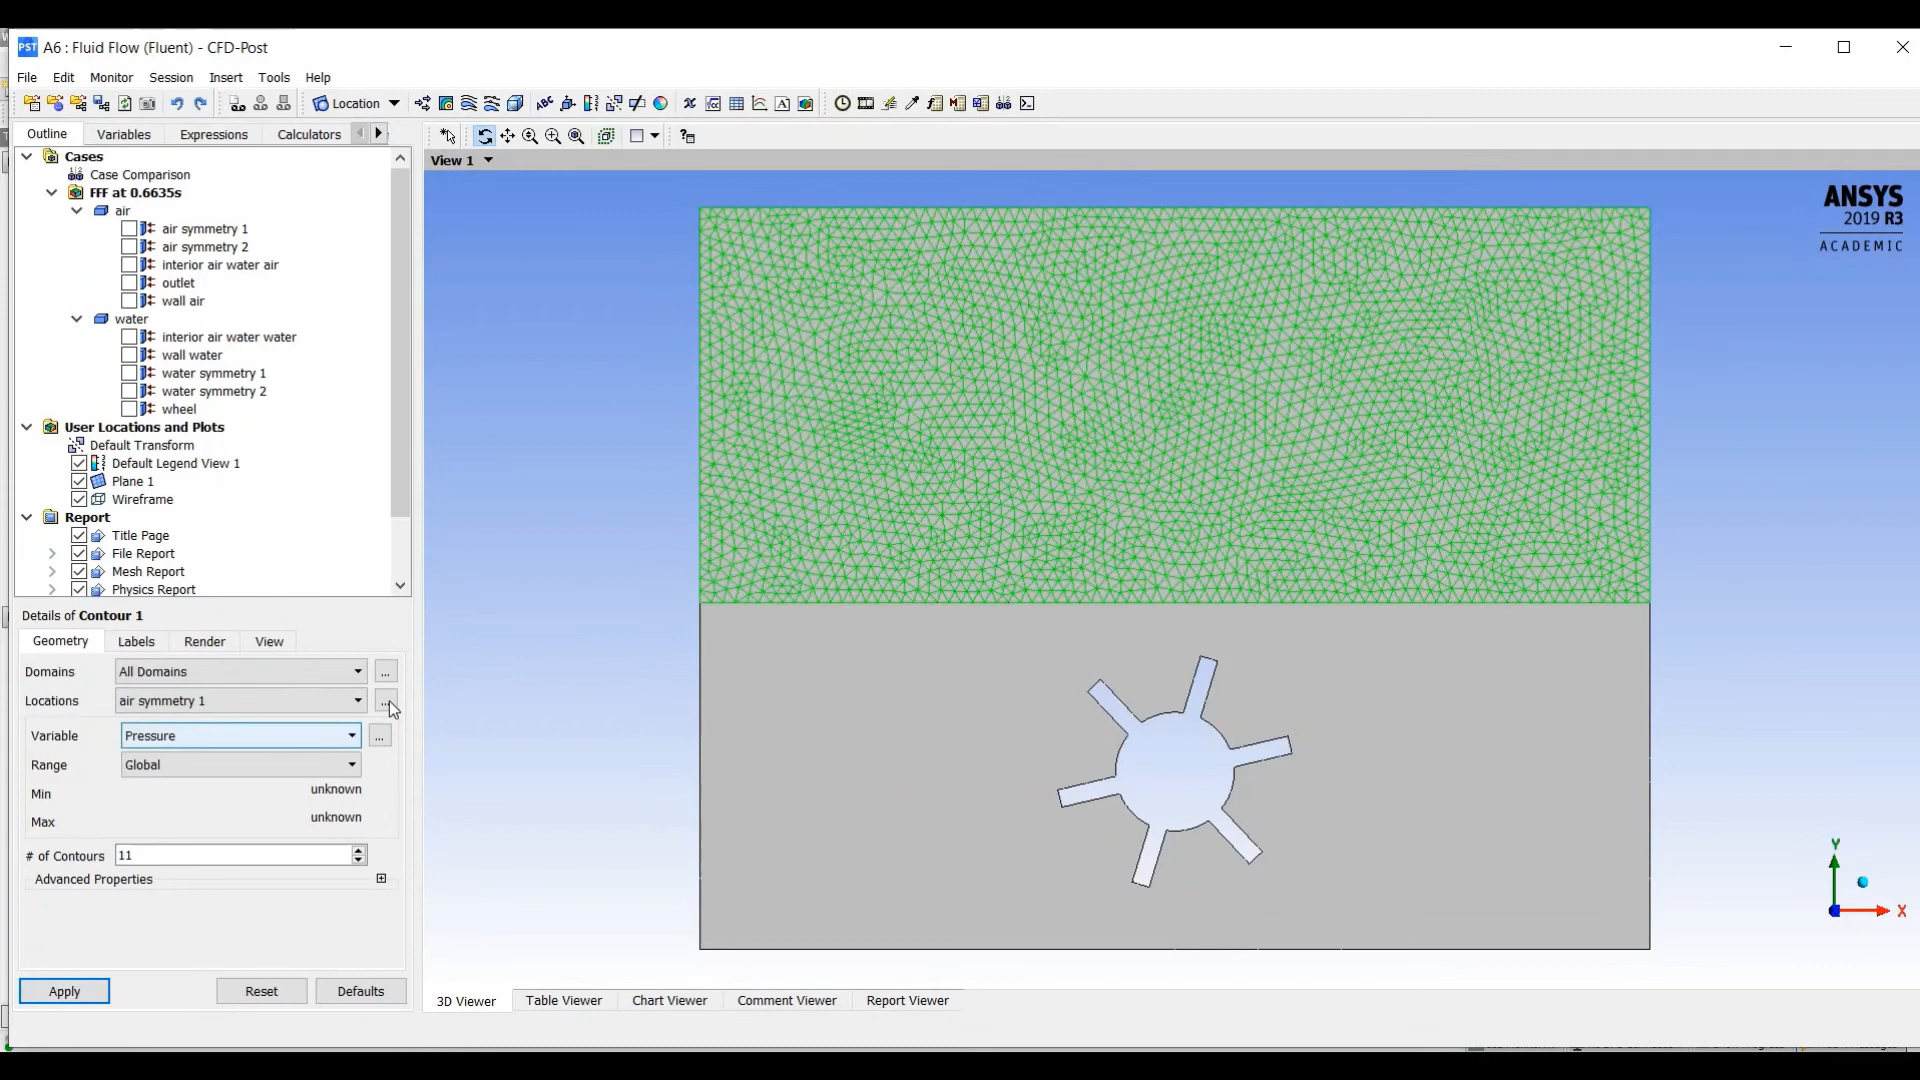 A6 : Fluid Flow (Fluent) - CFD-Post
File Edit Monitor Session Insert Tools Help
Location
Outline Variables Expressions Calculators
View 1
Cases
Case Comparison
FFF at 0.6635s
air
air symmetry 1
air symmetry 2
interior air water air
outlet
wall air
water
interior air water water
wall water
water symmetry 1
water symmetry 2
wheel
User Locations and Plots
Default Transform
Default Legend View 1
Plane 1
Wireframe
Report
Title Page
File Report
Mesh Report
Physics Report
Details of Contour 1
Geometry Labels Render View
Domains All Domains ...
Locations air symmetry 1 ...
Variable Pressure ...
Range Global
Min unknown
Max unknown
# of Contours 11
Advanced Properties
Apply Reset Defaults
ANSYS
2019 R3
ACADEMIC
Y
X
3D Viewer Table Viewer Chart Viewer Comment Viewer Report Viewer